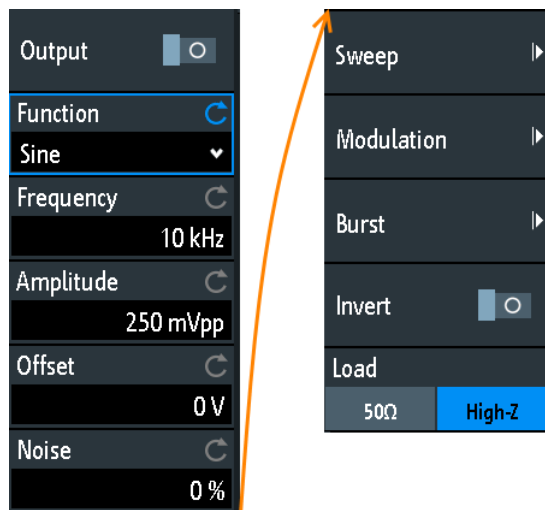 Output
Function
Sine
Frequency
10 kHz
Amplitude
250 mVpp
Offset
0 V
Noise
0 %
Sweep
Modulation
Burst
Invert
Load
50Ω High-Z